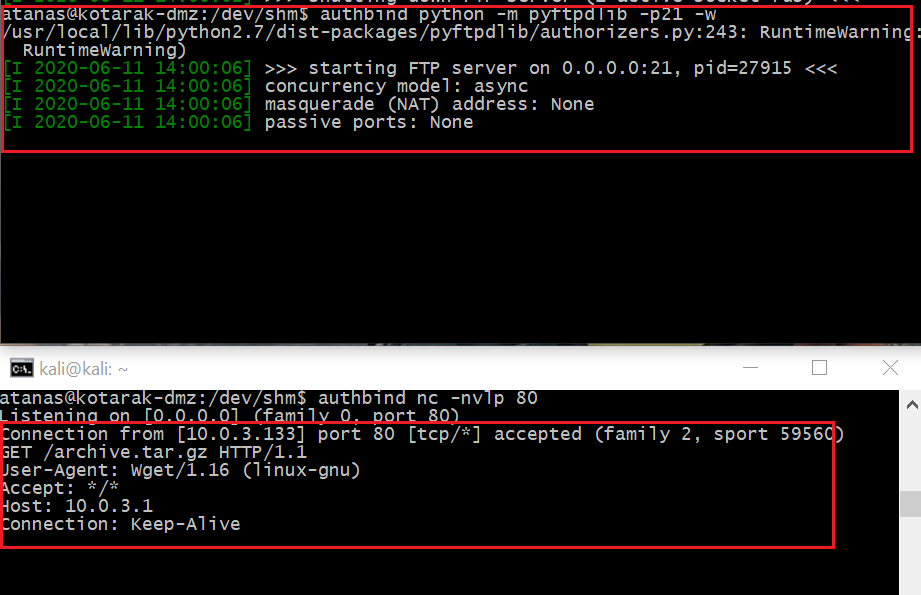 atanas@kotarak-dmz:/dev/shm$ authbind python -m pyftpdlib -p21 -w
/usr/local/lib/python2.7/dist-packages/pyftpdlib/authorizers.py:243: RuntimeWarning:
  RuntimeWarning)
[I 2020-06-11 14:00:06] >>> starting FTP server on 0.0.0.0:21, pid=27915 <<<
[I 2020-06-11 14:00:06] concurrency model: async
[I 2020-06-11 14:00:06] masquerade (NAT) address: None
[I 2020-06-11 14:00:06] passive ports: None
kali@kali: ~
atanas@kotarak-dmz:/dev/shm$ authbind nc -nvlp 80
Listening on [0.0.0.0] (family 0, port 80)
Connection from [10.0.3.133] port 80 [tcp/*] accepted (family 2, sport 59560)
GET /archive.tar.gz HTTP/1.1
User-Agent: Wget/1.16 (linux-gnu)
Accept: */*
Host: 10.0.3.1
Connection: Keep-Alive